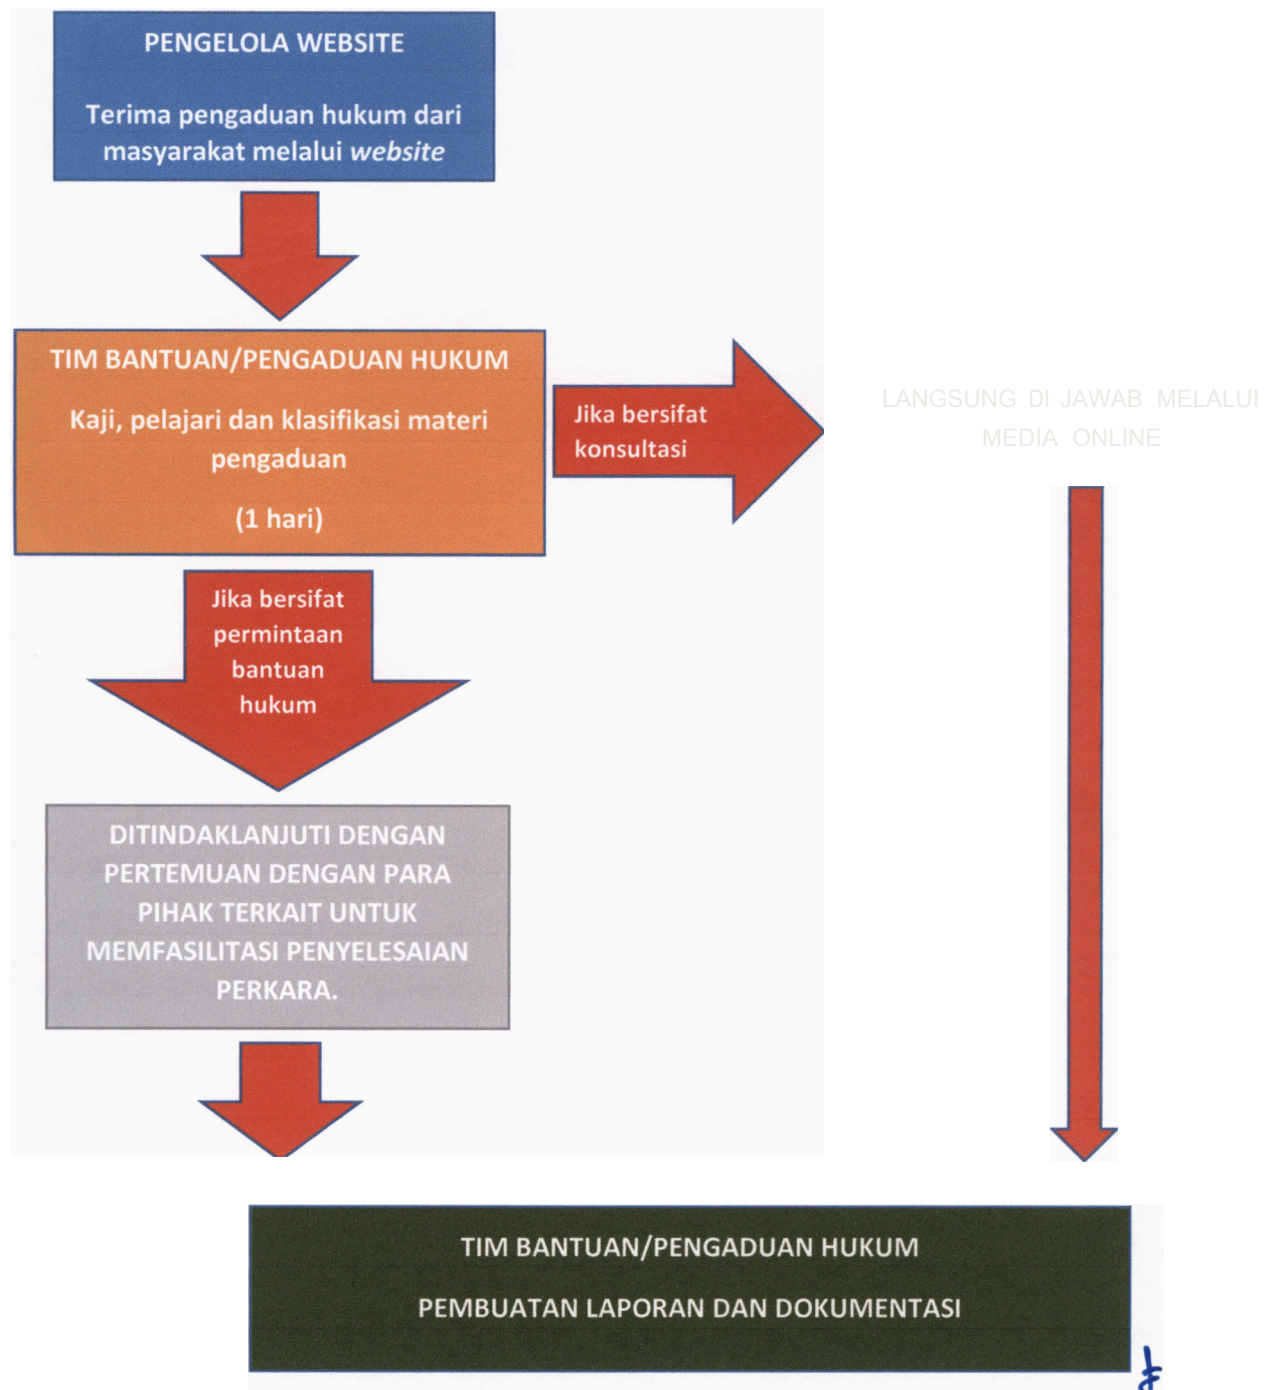 PENGELOLA WEBSITE
Terima pengaduan hukum dari
masyarakat melalui website
TIM BANTUAN/PENGADUAN HUKUM
Kaji, pelajari dan klasifikasi materi
pengaduan
(1 hari)
Jika bersifat
konsultasi
LANGSUNG DI JAWAB MELALUI
MEDIA ONLINE
Jika bersifat
permintaan
bantuan
hukum
DITINDAKLANJUTI DENGAN
PERTEMUAN DENGAN PARA
PIHAK TERKAIT UNTUK
MEMFASILITASI PENYELESAIAN
PERKARA.
TIM BANTUAN/PENGADUAN HUKUM
PEMBUATAN LAPORAN DAN DOKUMENTASI